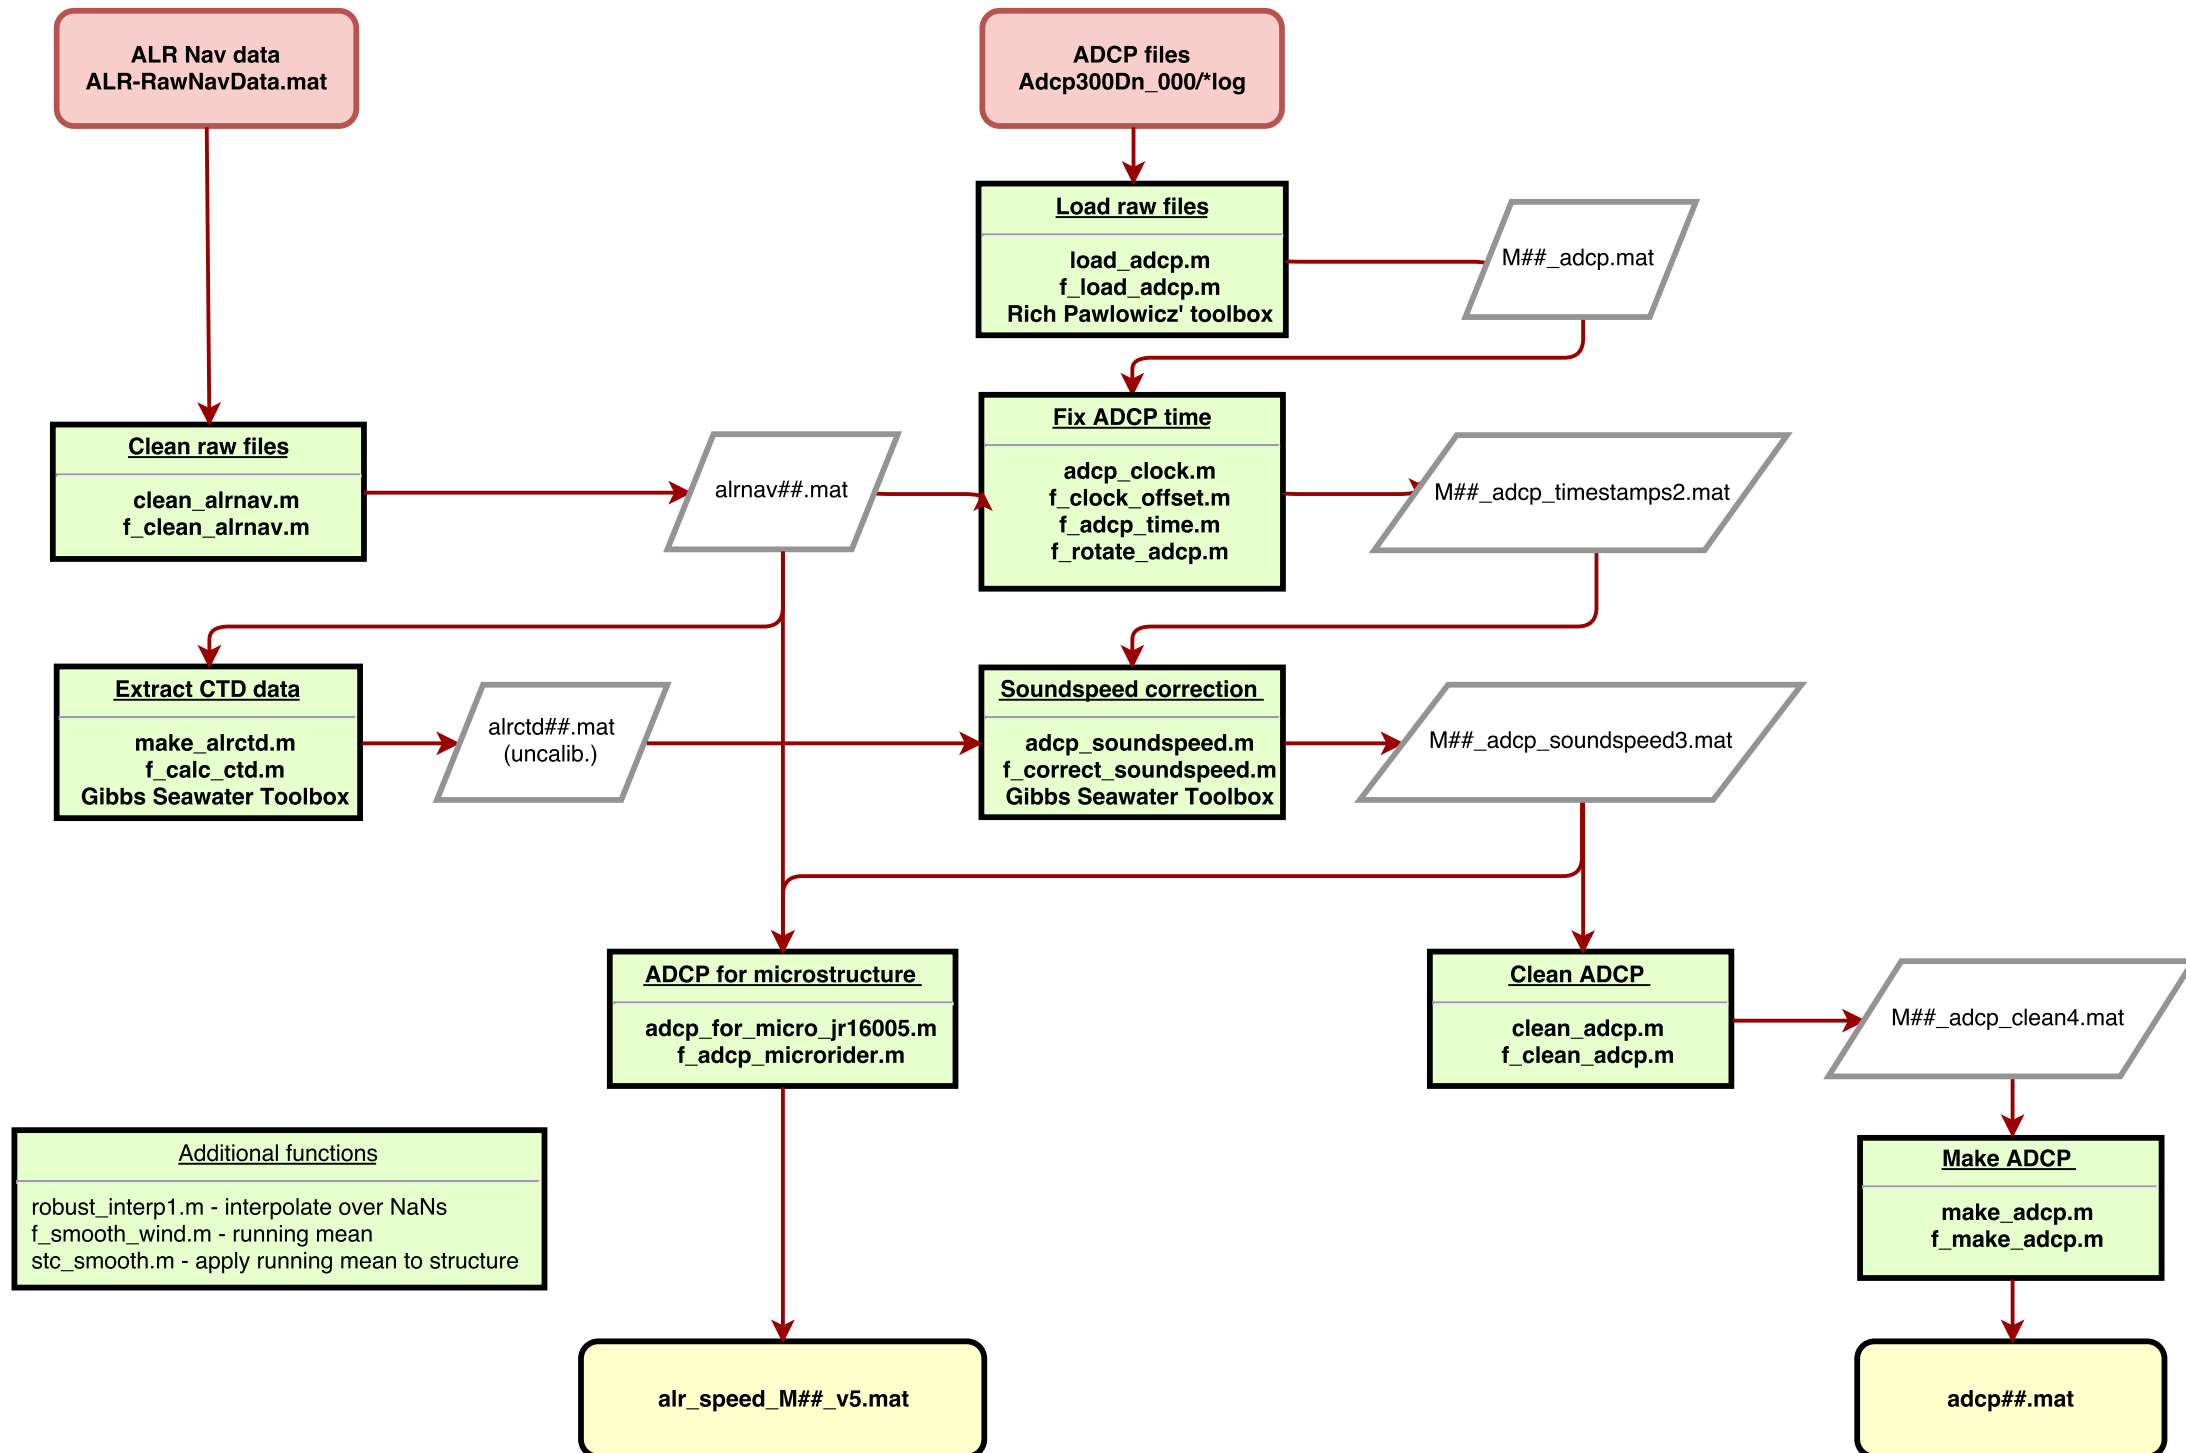 ALR Nav data
ALR-RawNavData.mat
ADCP files
Adcp300Dn_000/*log
Load raw files
load_adcp.m
f_load_adcp.m
Rich Pawlowicz' toolbox
M##_adcp.mat
Clean raw files
clean_alrnav.m
f_clean_alrnav.m
alrnav##.mat
Fix ADCP time
adcp_clock.m
f_clock_offset.m
f_adcp_time.m
f_rotate_adcp.m
M##_adcp_timestamps2.mat
Extract CTD data
make_alrctd.m
f_calc_ctd.m
Gibbs Seawater Toolbox
alrctd##.mat
(uncalib.)
Soundspeed correction
adcp_soundspeed.m
f_correct_soundspeed.m
Gibbs Seawater Toolbox
M##_adcp_soundspeed3.mat
ADCP for microstructure
adcp_for_micro_jr16005.m
f_adcp_microrider.m
Clean ADCP
clean_adcp.m
f_clean_adcp.m
M##_adcp_clean4.mat
Additional functions
robust_interp1.m - interpolate over NaNs
f_smooth_wind.m - running mean
stc_smooth.m - apply running mean to structure
Make ADCP
make_adcp.m
f_make_adcp.m
alr_speed_M##_v5.mat
adcp##.mat